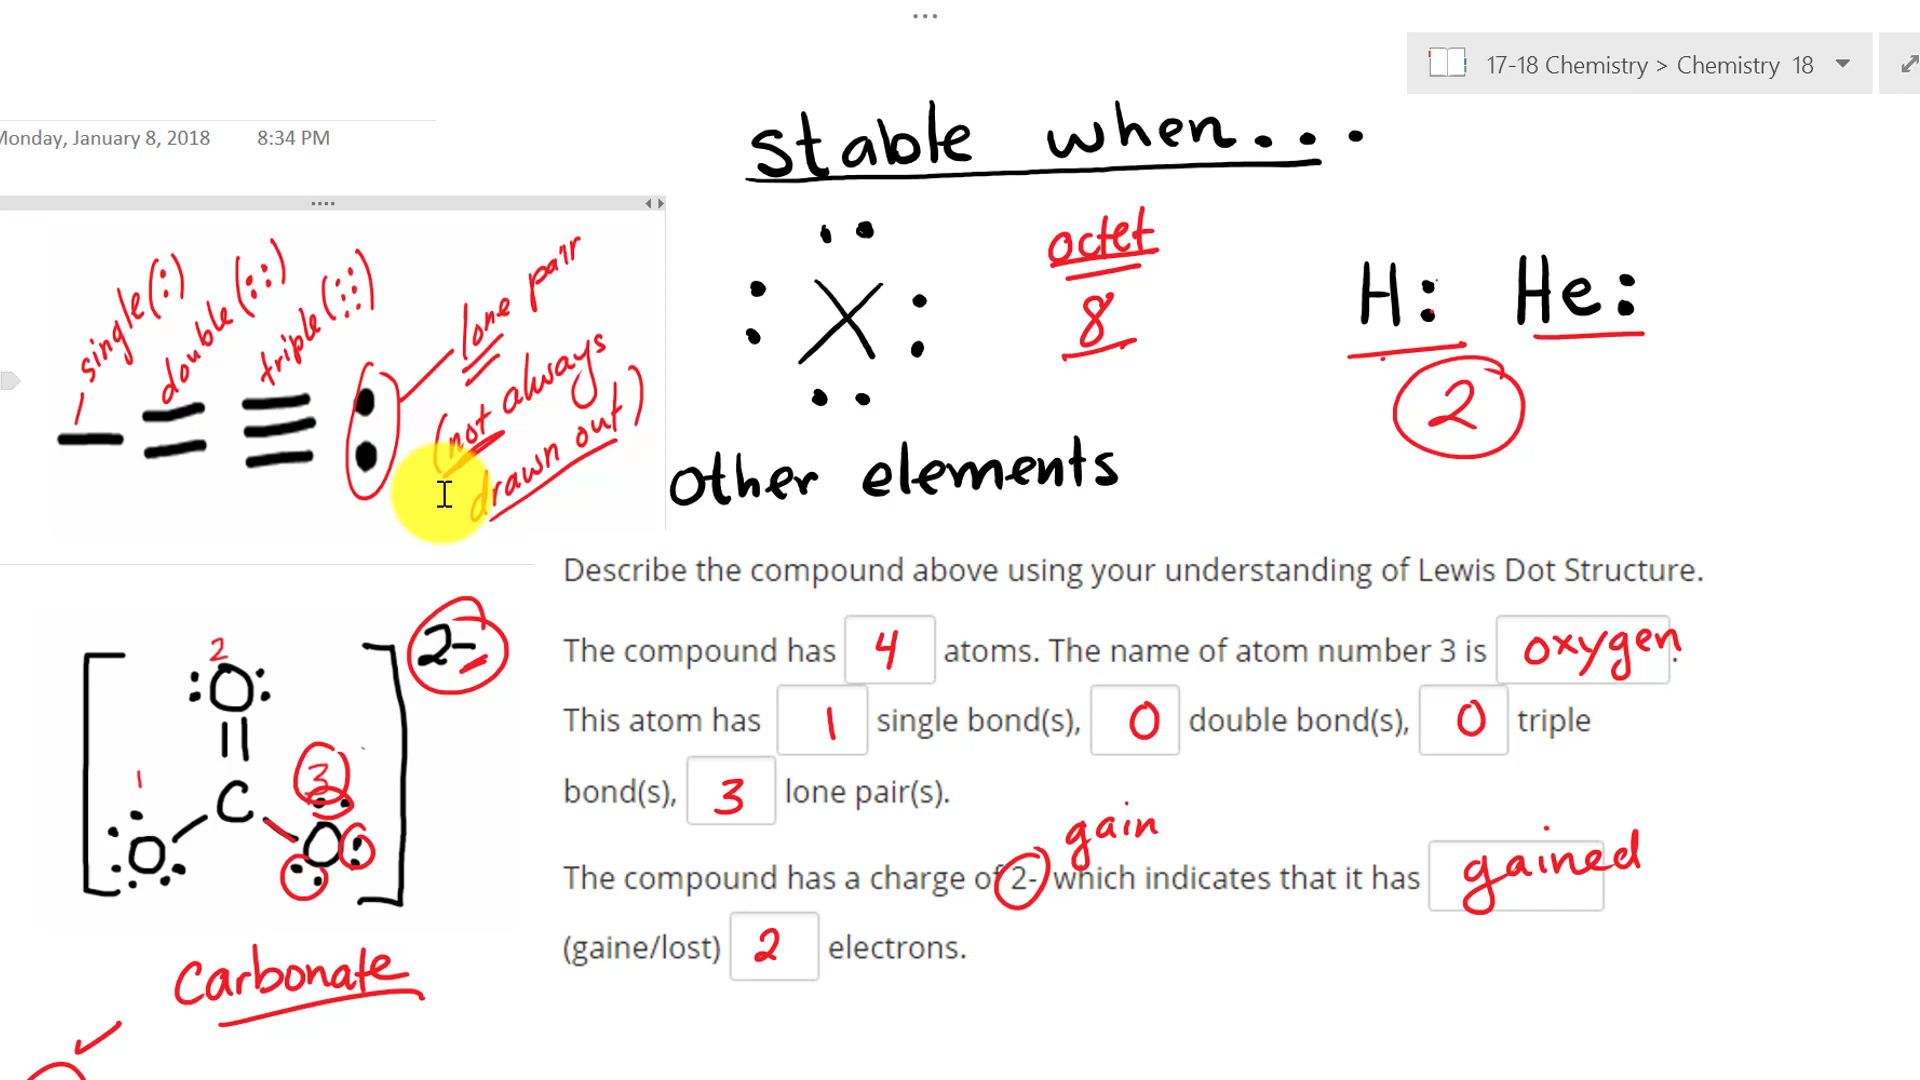 17-18 Chemistry > Chemistry 18
Monday, January 8, 2018 8:34 PM
stable when...
single(:) double(::) triple(:::) lone pair
(not always
drawn out)
X
octet
8
H: He:
2
other elements
Describe the compound above using your understanding of Lewis Dot Structure.
The compound has 4 atoms. The name of atom number 3 is oxygen.
This atom has 1 single bond(s), 0 double bond(s), 0 triple
bond(s), 3 lone pair(s).
gain
The compound has a charge of 2- which indicates that it has gained
(gaine/lost) 2 electrons.
2-
2
:O:
1
C
3
O
O
Carbonate